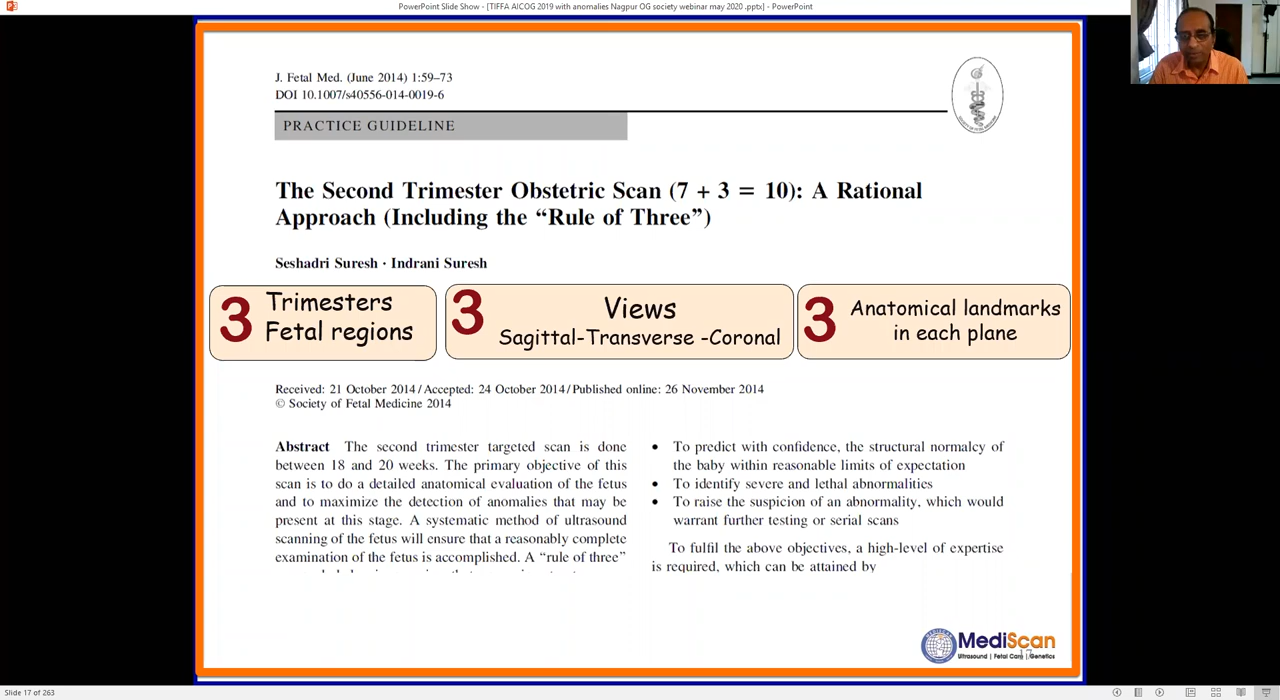 PowerPoint Slide Show - [TIFFA AICOG 2019 with anomalies Nagpur OG society webinar may 2020 .pptx] - PowerPoint
J. Fetal Med. (June 2014) 1:59–73
DOI 10.1007/s40556-014-0019-6
PRACTICE GUIDELINE
The Second Trimester Obstetric Scan (7 + 3 = 10): A Rational
Approach (Including the “Rule of Three”)
Seshadri Suresh · Indrani Suresh
3 Trimesters
Fetal regions
3 Views
Sagittal-Transverse -Coronal
3 Anatomical landmarks
in each plane
Received: 21 October 2014 / Accepted: 24 October 2014 / Published online: 26 November 2014
© Society of Fetal Medicine 2014
Abstract The second trimester targeted scan is done
between 18 and 20 weeks. The primary objective of this
scan is to do a detailed anatomical evaluation of the fetus
and to maximize the detection of anomalies that may be
present at this stage. A systematic method of ultrasound
scanning of the fetus will ensure that a reasonably complete
examination of the fetus is accomplished. A “rule of three”
• To predict with confidence, the structural normalcy of
the baby within reasonable limits of expectation
• To identify severe and lethal abnormalities
• To raise the suspicion of an abnormality, which would
warrant further testing or serial scans
To fulfil the above objectives, a high-level of expertise
is required, which can be attained by
MediScan
Ultrasound | Fetal Care | Genetics
Slide 17 of 263